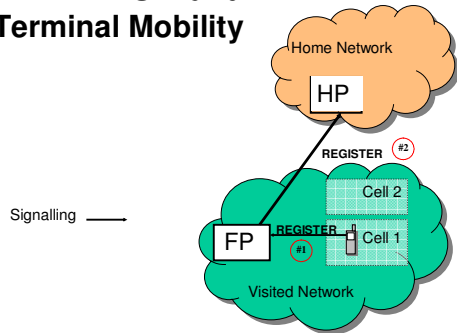 Terminal Mobility
Home Network
HP
REGISTER #2
Cell 2
Signalling
FP
REGISTER
#1
Cell 1
Visited Network